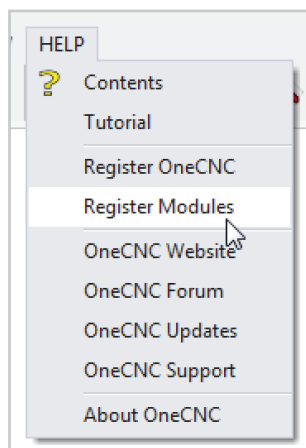 HELP
Contents
Tutorial
Register OneCNC
Register Modules
OneCNC Website
OneCNC Forum
OneCNC Updates
OneCNC Support
About OneCNC